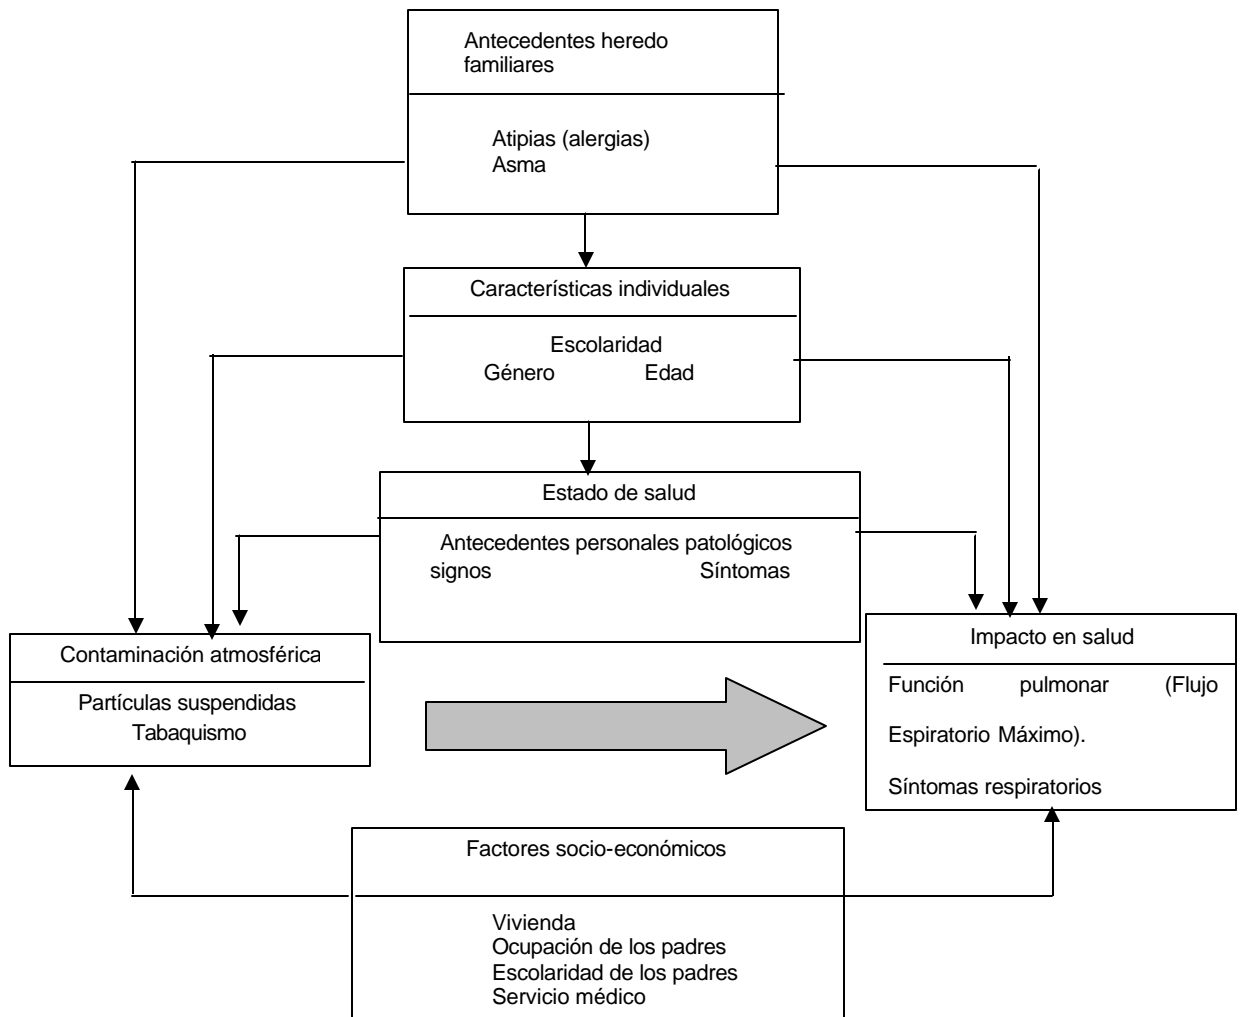 Antecedentes heredo
familiares
Atipias (alergias)
Asma
Características individuales
Escolaridad
Género Edad
Estado de salud
Antecedentes personales patológicos
signos Síntomas
Contaminación atmosférica
Partículas suspendidas
Tabaquismo
Impacto en salud
Función pulmonar (Flujo
Espiratorio Máximo).
Síntomas respiratorios
Factores socio-económicos
Vivienda
Ocupación de los padres
Escolaridad de los padres
Servicio médico